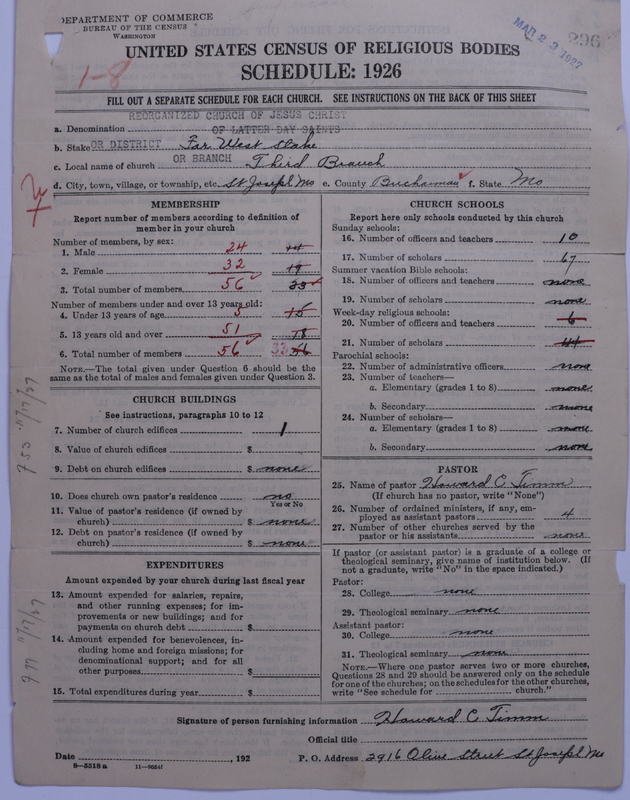 DEPARTMENT OF COMMERCE
BUREAU OF THE CENSUS
WASHINGTON
MAR 23 1927
296
UNITED STATES CENSUS OF RELIGIOUS BODIES
1-8
SCHEDULE: 1926
FILL OUT A SEPARATE SCHEDULE FOR EACH CHURCH. SEE INSTRUCTIONS ON THE BACK OF THIS SHEET
REORGANIZED CHURCH OF JESUS CHRIST
a. Denomination OF LATTER DAY SAINTS
b. Stake OR DISTRICT Far West Stake
c. Local name of church OR BRANCH Third Branch
d. City, town, village, or township, etc. St Joseph Mo e. County Buchanan f. State Mo
MEMBERSHIP
Report number of members according to definition of
member in your church
Number of members, by sex:
1. Male 24 14
2. Female 32 19
3. Total number of members 56 33
Number of members under and over 13 years old:
4. Under 13 years of age 5 15
5. 13 years old and over 51 18
6. Total number of members 56 33
NOTE.—The total given under Question 6 should be
same as the total of males and females given under Question 3.
CHURCH BUILDINGS
See instructions, paragraphs 10 to 12
7. Number of church edifices 1
8. Value of church edifices $
9. Debt on church edifices $ none
10. Does church own pastor's residence no
Yes or No
11. Value of pastor's residence (if owned by
church) $ none
12. Debt on pastor's residence (if owned by
church) $ none
EXPENDITURES
Amount expended by your church during last fiscal year
13. Amount expended for salaries, repairs,
and other running expenses; for im-
provements or new buildings; and for
payments on church debt $
14. Amount expended for benevolences, in-
cluding home and foreign missions; for
denominational support; and for all
other purposes $
15. Total expenditures during year $
CHURCH SCHOOLS
Report here only schools conducted by this church
Sunday schools:
16. Number of officers and teachers 10
17. Number of scholars 67
Summer vacation Bible schools:
18. Number of officers and teachers none
19. Number of scholars none
Week-day religious schools:
20. Number of officers and teachers 6
21. Number of scholars 44
Parochial schools:
22. Number of administrative officers none
23. Number of teachers—
a. Elementary (grades 1 to 8) none
b. Secondary none
24. Number of scholars—
a. Elementary (grades 1 to 8) none
b. Secondary none
PASTOR
25. Name of pastor Howard C. Timm
(If church has no pastor, write "None")
26. Number of ordained ministers, if any, em-
ployed as assistant pastors 4
27. Number of other churches served by the
pastor or his assistants none
If pastor (or assistant pastor) is a graduate of a college or
theological seminary, give name of institution below. (If
not a graduate, write "No" in the space indicated.)
Pastor:
28. College none
29. Theological seminary none
Assistant pastor:
30. College none
31. Theological seminary none
NOTE.—Where one pastor serves two or more churches,
Questions 28 and 29 should be answered only on the schedule
for one of the churches; on the schedules for the other churches,
write "See schedule for church."
Signature of person furnishing information Howard C Timm
Official title
Date , 192 P. O. Address 2916 Olive Street St Joseph Mo
8—5518 a